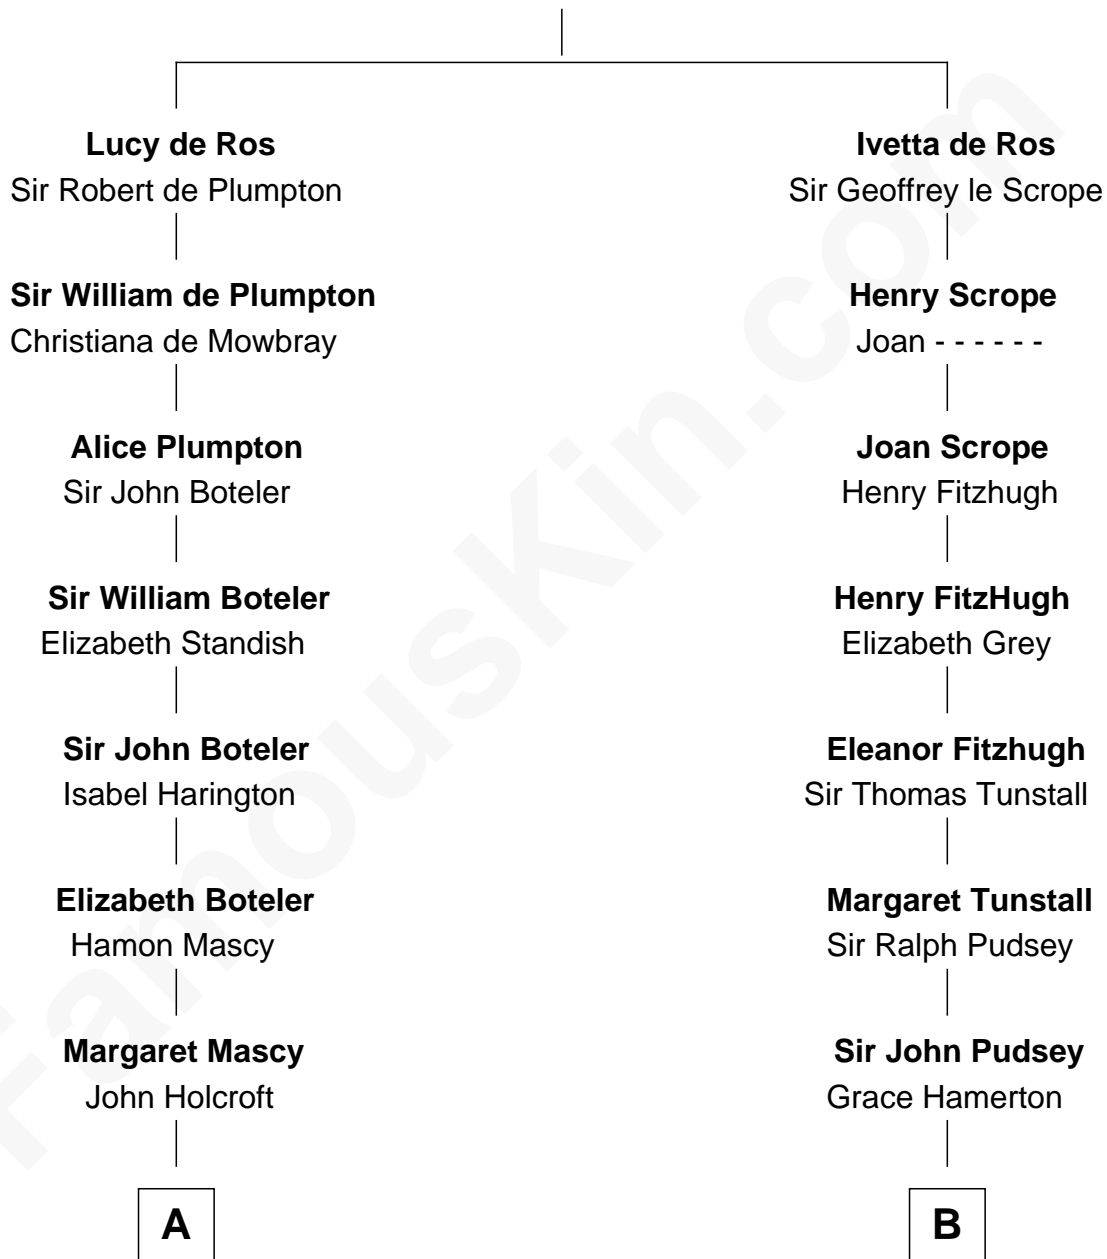 Lucy de Ros
Sir Robert de Plumpton
Sir William de Plumpton
Christiana de Mowbray
Alice Plumpton
Sir John Boteler
Sir William Boteler
Elizabeth Standish
Sir John Boteler
Isabel Harington
Elizabeth Boteler
Hamon Mascy
Margaret Mascy
John Holcroft
A
Ivetta de Ros
Sir Geoffrey le Scrope
Henry Scrope
Joan - - - - - -
Joan Scrope
Henry Fitzhugh
Henry FitzHugh
Elizabeth Grey
Eleanor Fitzhugh
Sir Thomas Tunstall
Margaret Tunstall
Sir Ralph Pudsey
Sir John Pudsey
Grace Hamerton
B
FamousKin.com